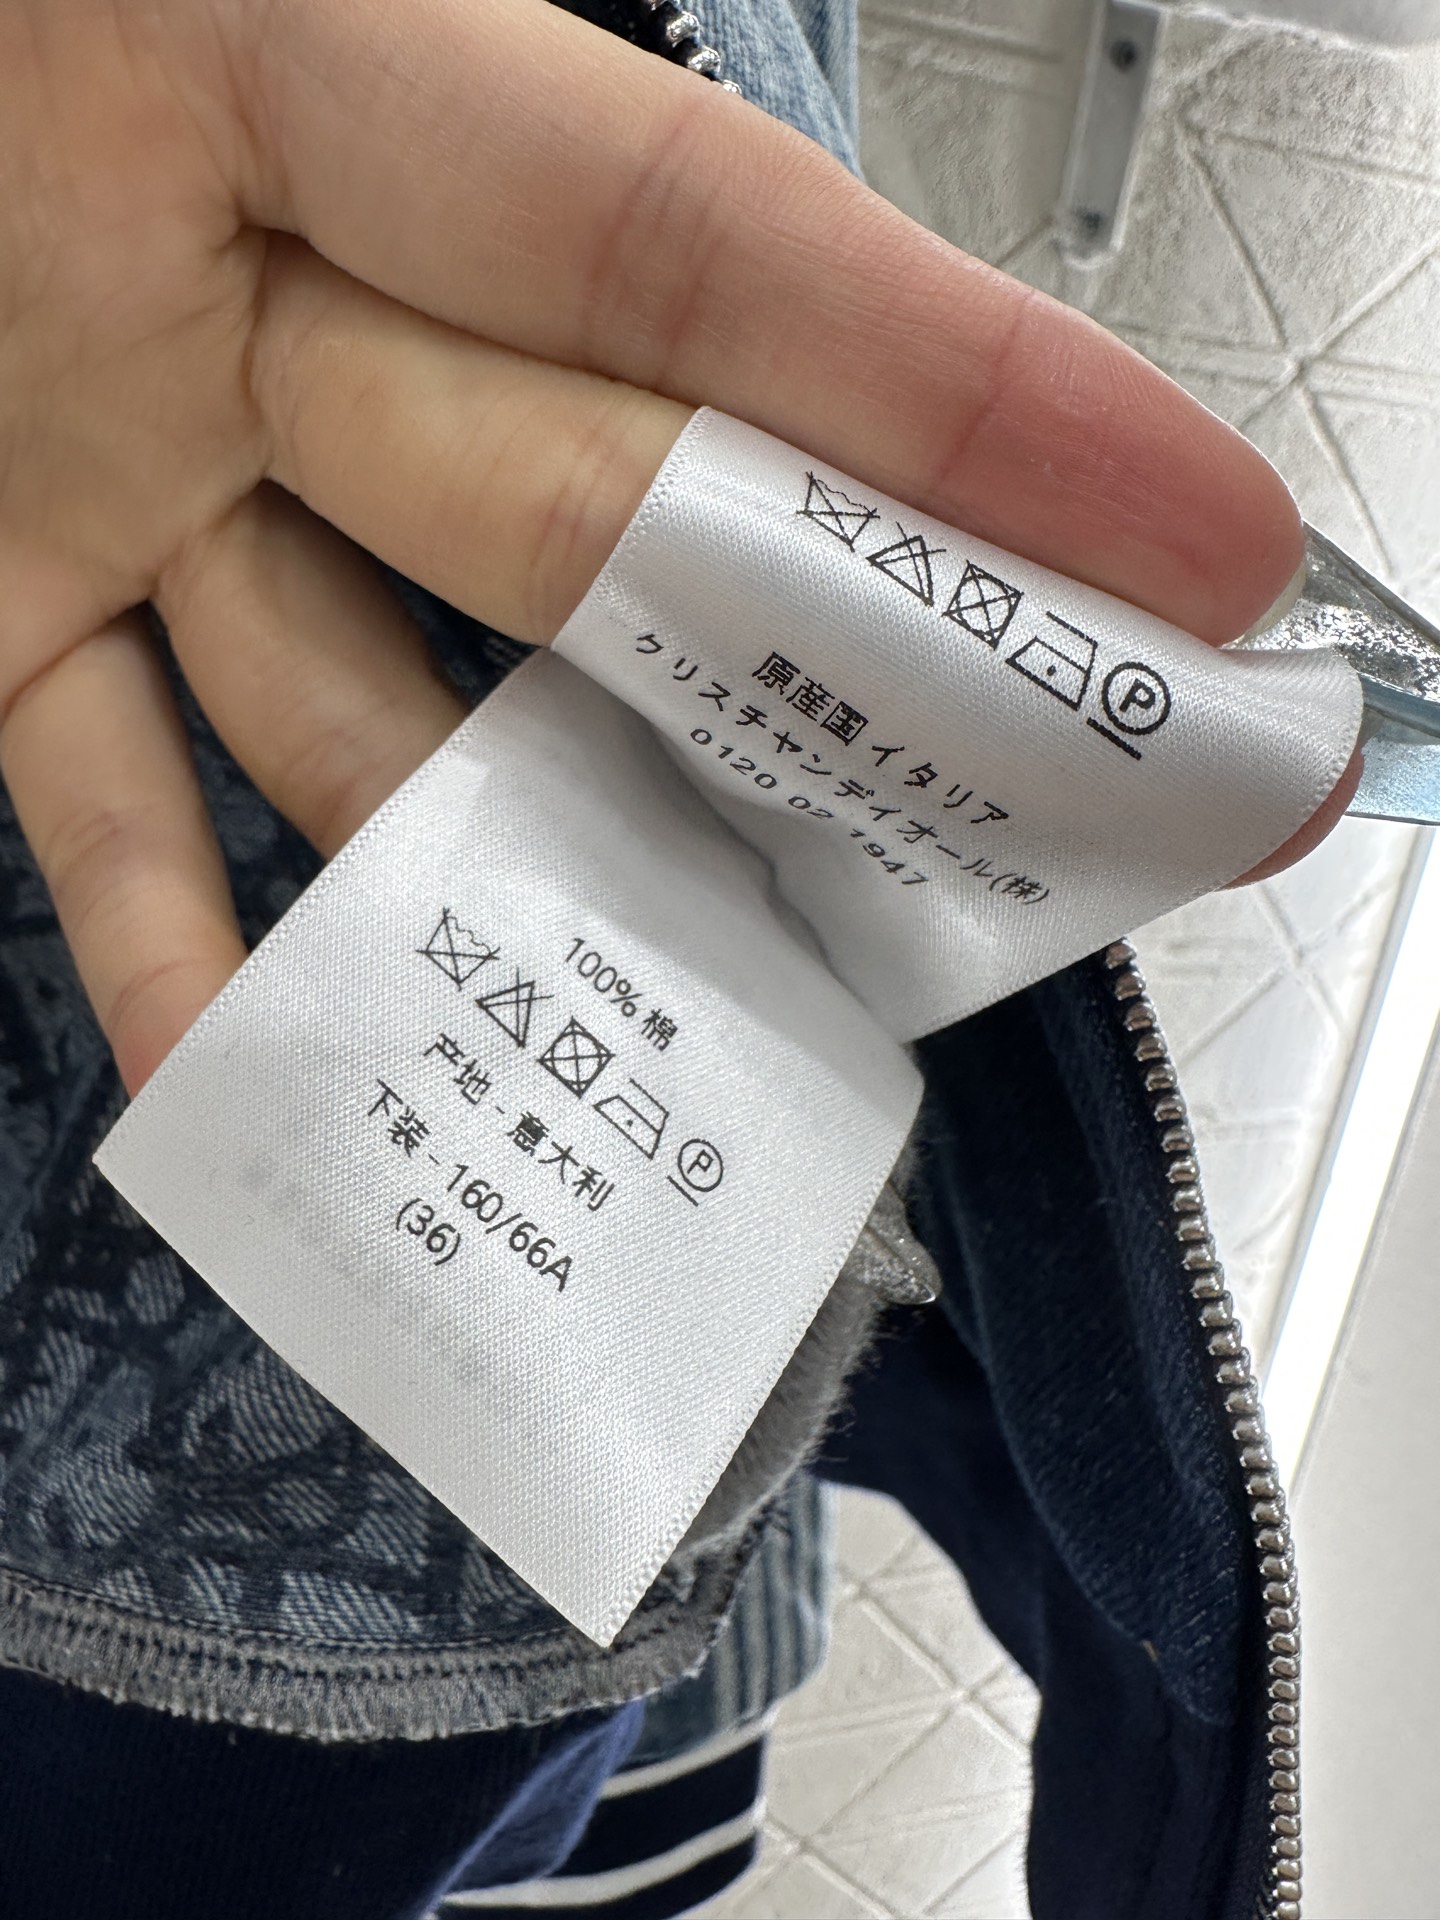 P
原産国 イタリア
クリスチャンディオール(株)
0120 02 1947
100% 棉
P
产地 - 意大利
下装 - 160/66A
(36)